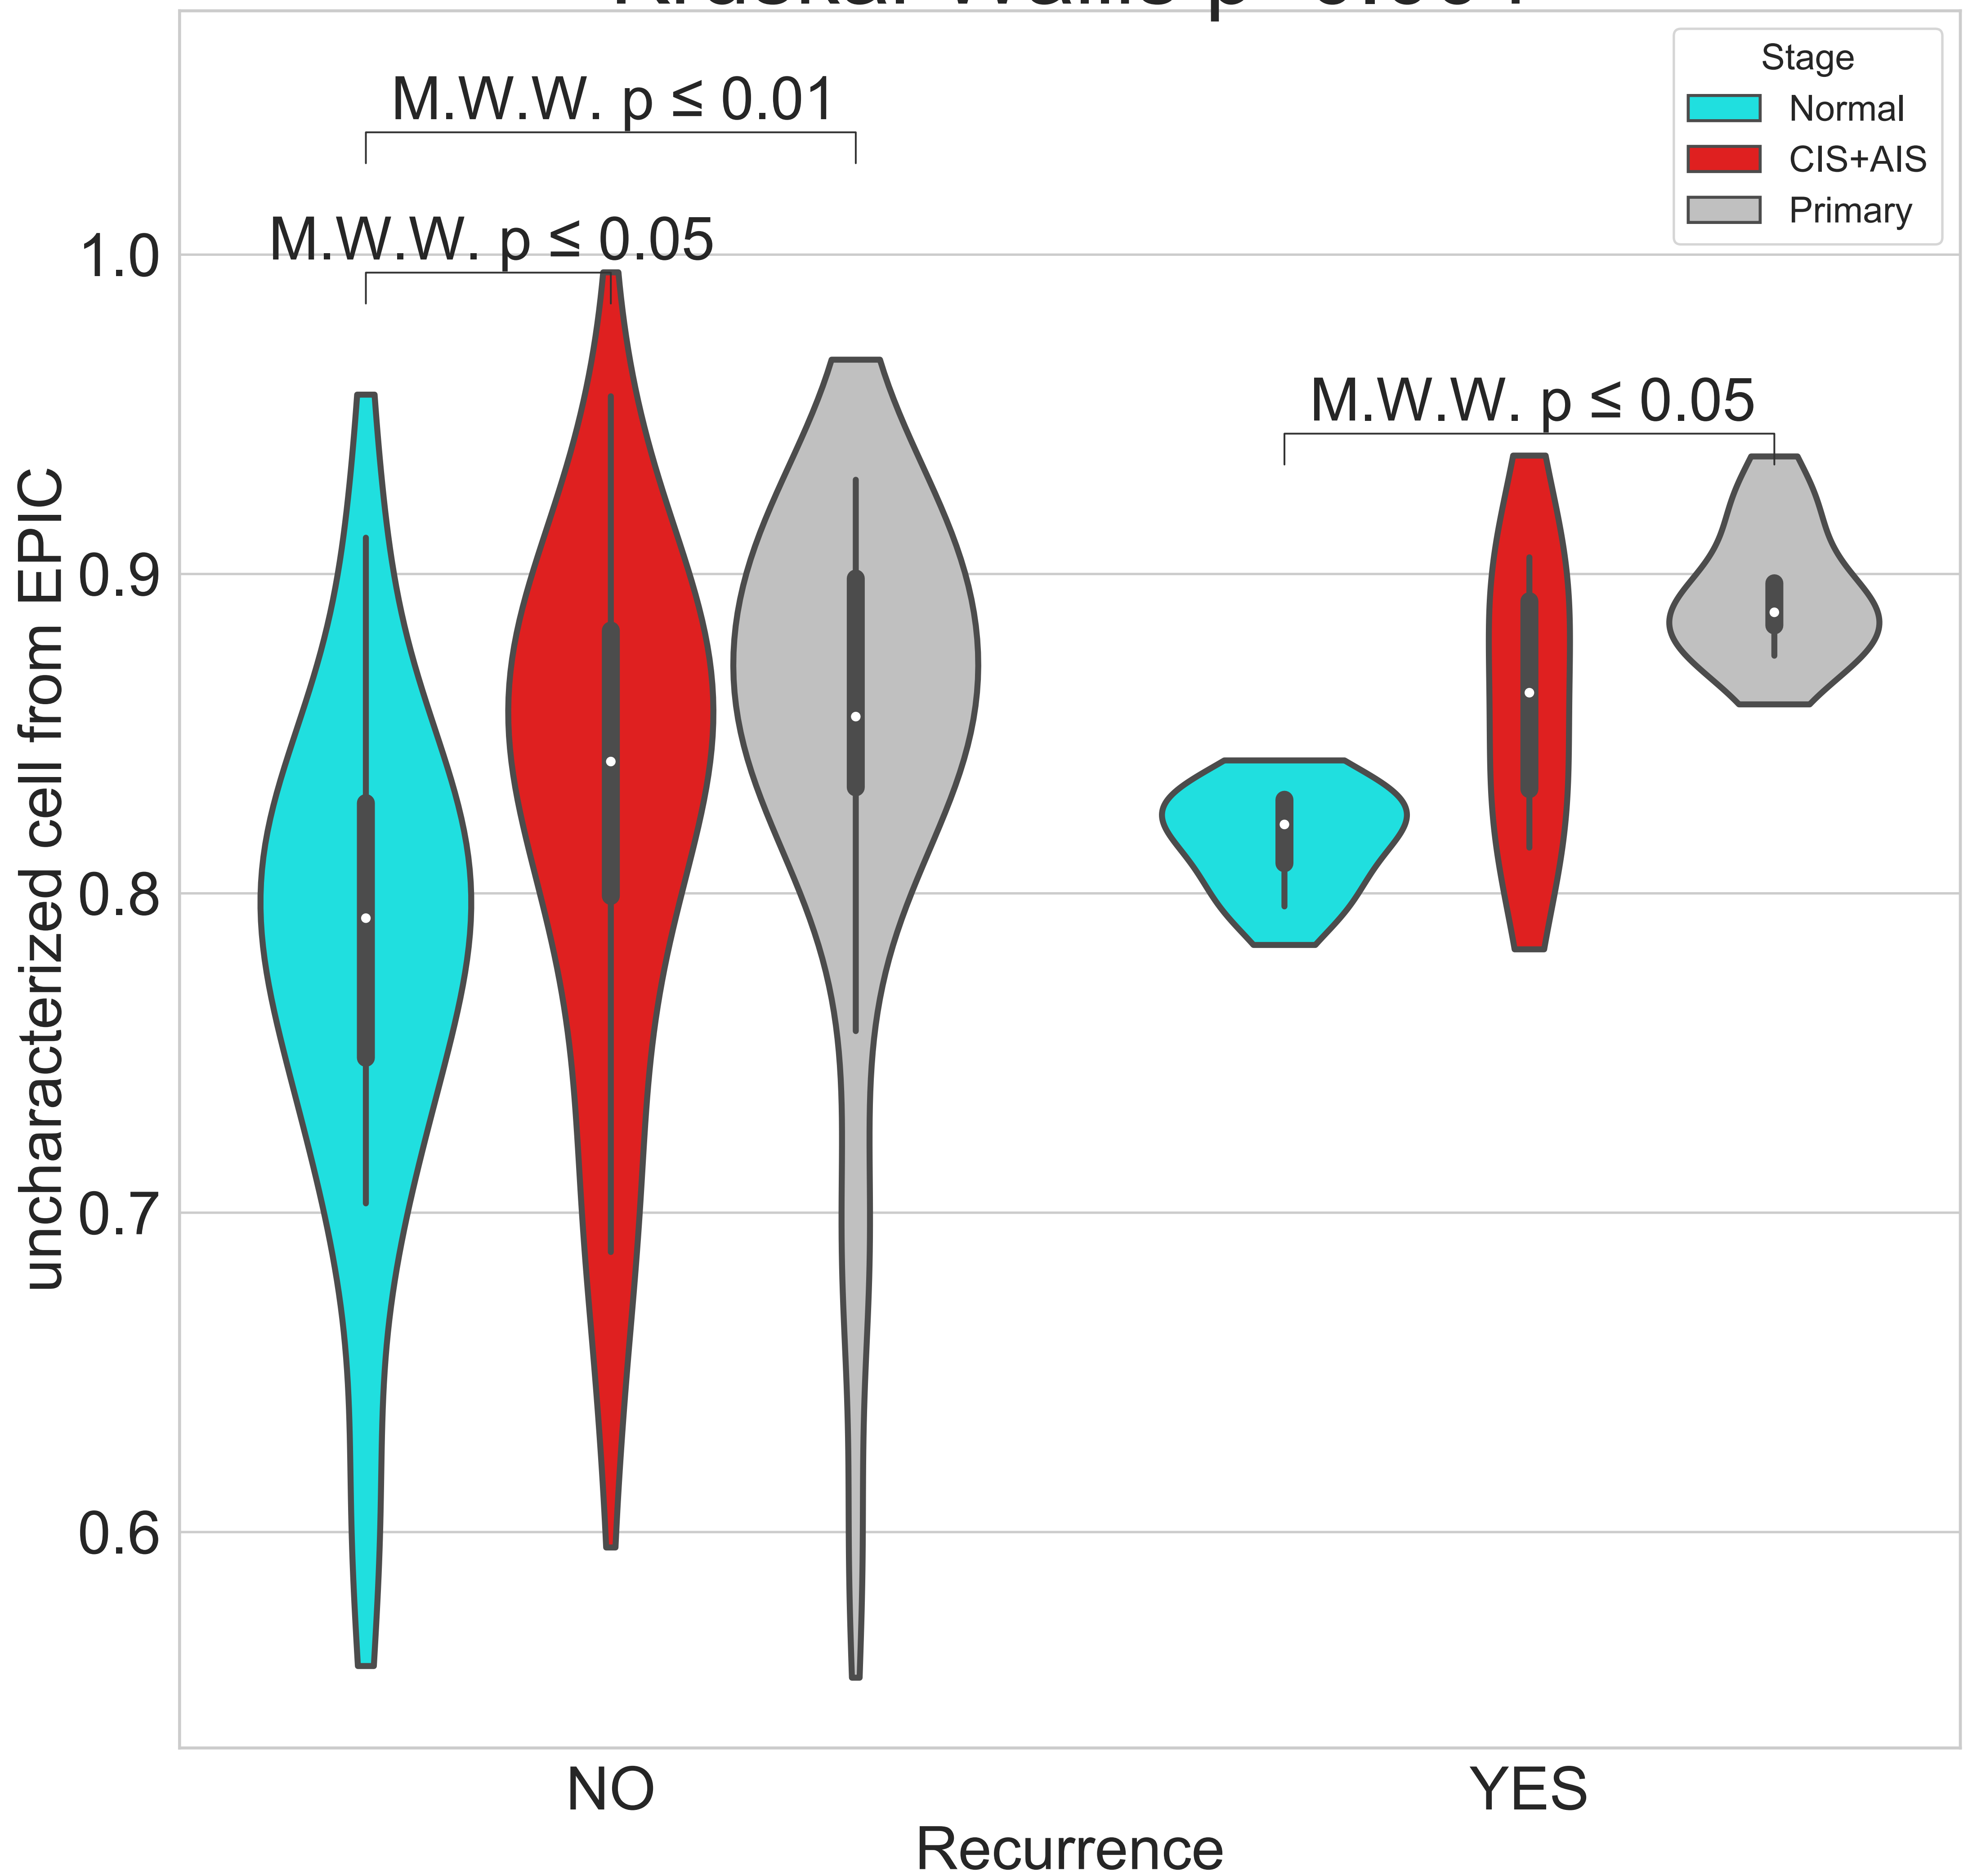 Stage
Normal
CIS+AIS
Primary
M.W.W. p ≤ 0.01
M.W.W. p ≤ 0.05
M.W.W. p ≤ 0.05
uncharacterized cell from EPIC
1.0
0.9
0.8
0.7
0.6
NO
YES
Recurrence